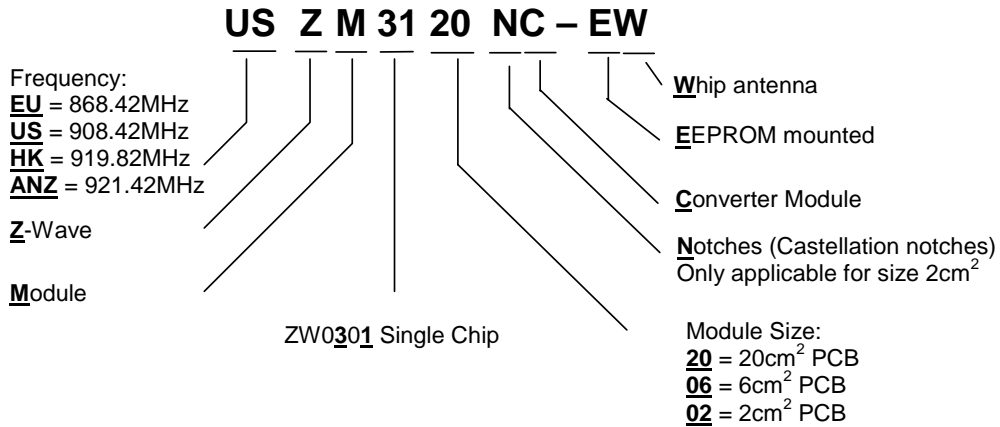 US Z M 31 20 NC – EW
Frequency:
EU = 868.42MHz
US = 908.42MHz
HK = 919.82MHz
ANZ = 921.42MHz
Z-Wave
Module
ZW0301 Single Chip
Whip antenna
EEPROM mounted
Converter Module
Notches (Castellation notches)
Only applicable for size 2cm²
Module Size:
20 = 20cm² PCB
06 = 6cm² PCB
02 = 2cm² PCB